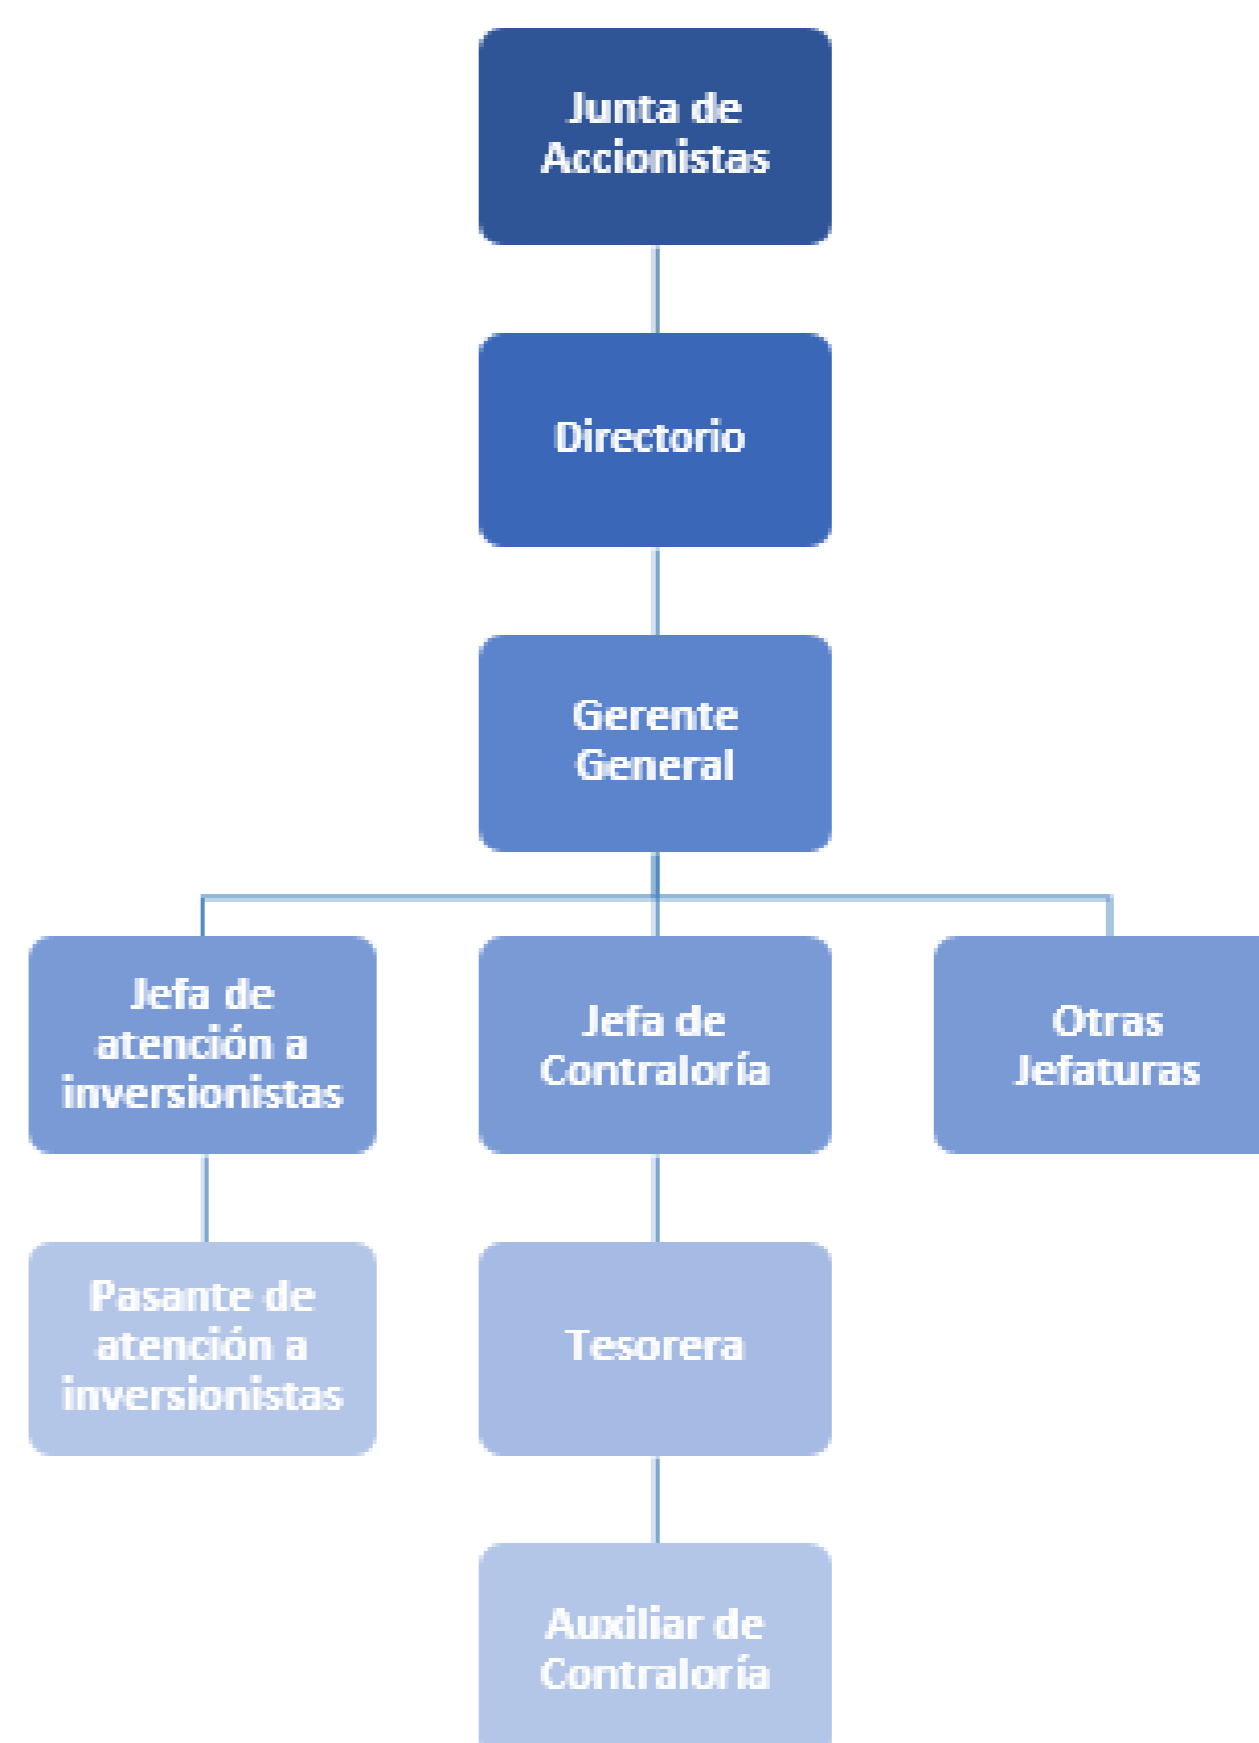 Junta de
Accionistas
Directorio
Gerente
General
Jefa de
atención a
inversionistas
Jefa de
Contraloría
Otras
Jefaturas
Pasante de
atención a
inversionistas
Tesorera
Auxiliar de
Contraloría